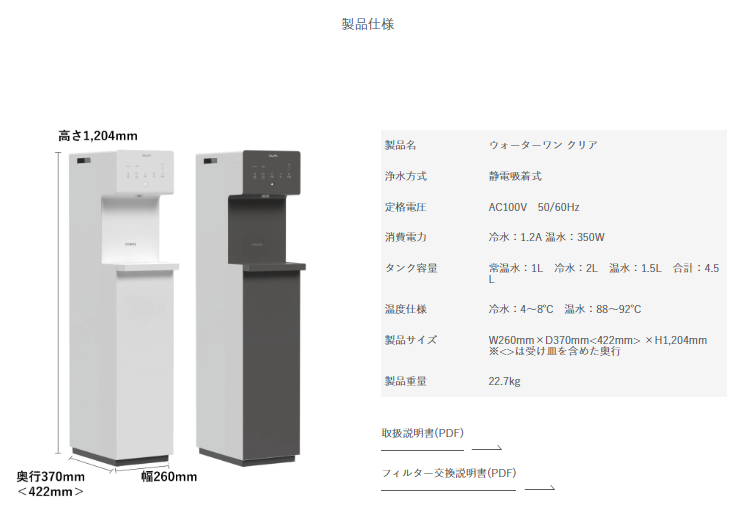 製品仕様
高さ1,204mm
奥行370mm
＜422mm＞
幅260mm
製品名 ウォーターワン クリア
浄水方式 静電吸着式
定格電圧 AC100V 50/60Hz
消費電力 冷水：1.2A 温水：350W
タンク容量 常温水：1L 冷水：2L 温水：1.5L 合計：4.5
L
温度仕様 冷水：4～8℃ 温水：88～92℃
製品サイズ W260mm×D370mm<422mm> ×H1,204mm
※<>は受け皿を含めた奥行
製品重量 22.7kg
取扱説明書(PDF)
フィルター交換説明書(PDF)